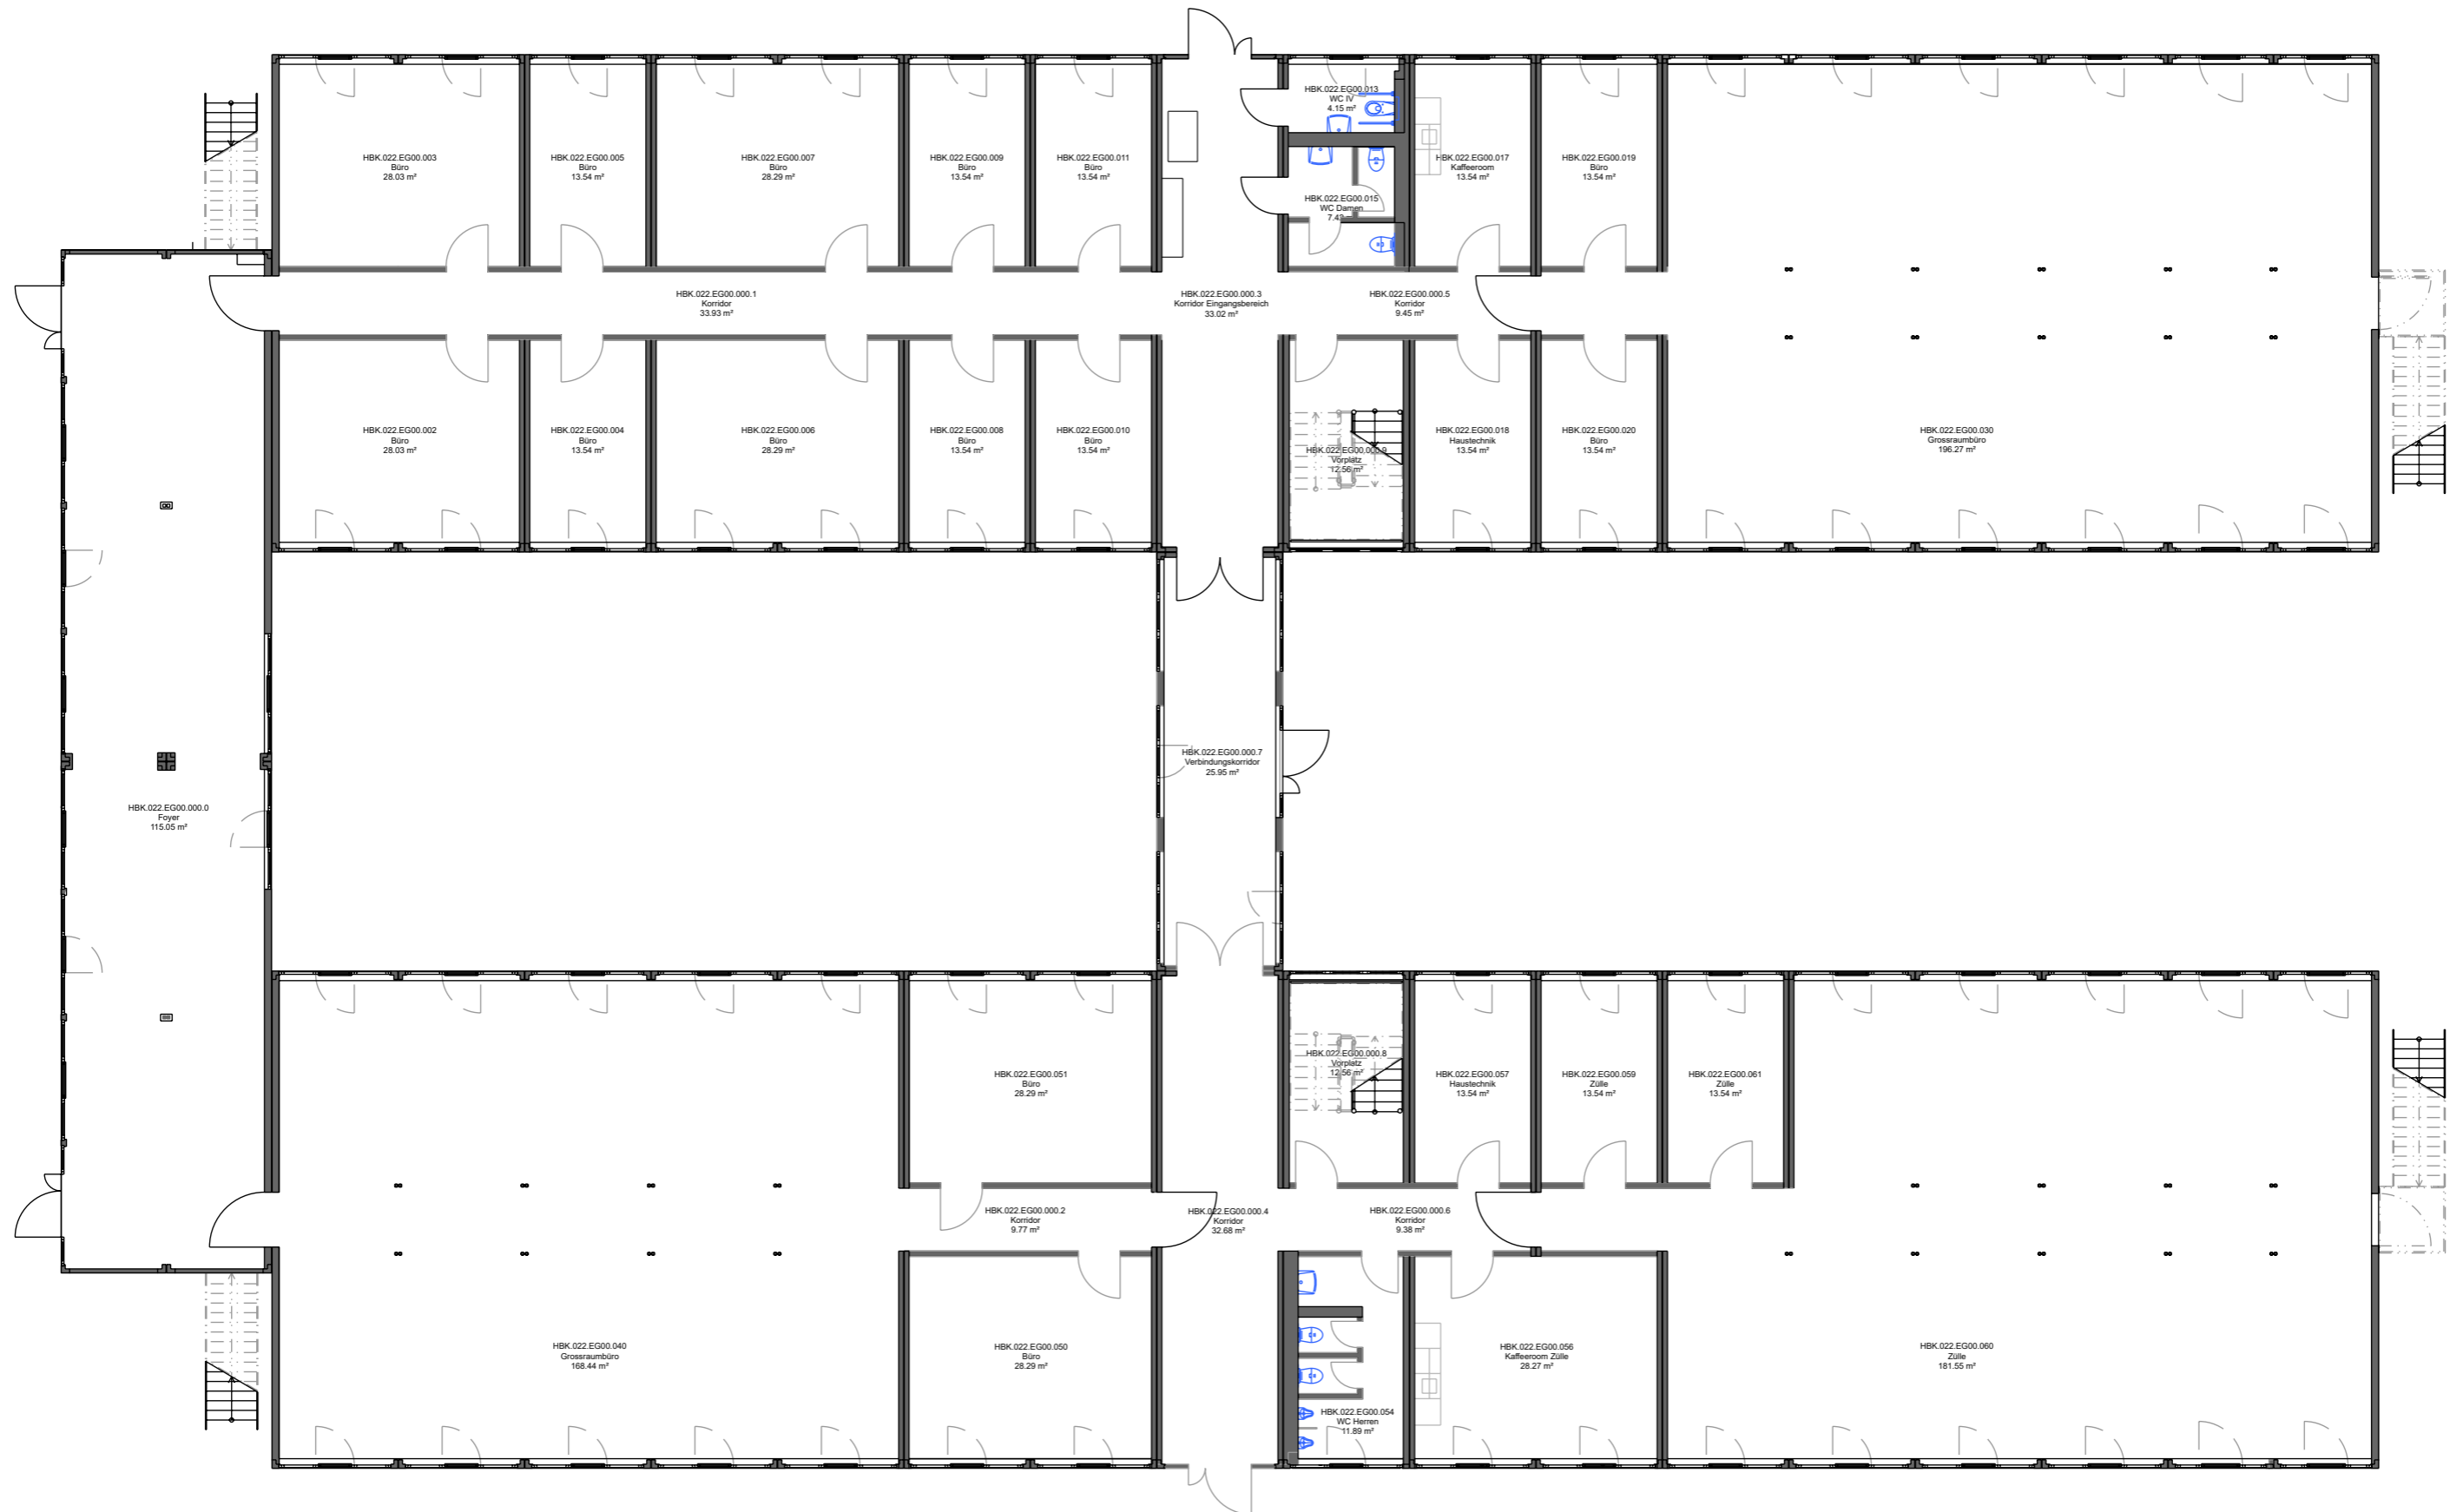 HBK.022.EG00.013
WC IV
4.15 m²
HBK.022.EG00.003
Büro
28.03 m²
HBK.022.EG00.005
Büro
13.54 m²
HBK.022.EG00.007
Büro
28.29 m²
HBK.022.EG00.009
Büro
13.54 m²
HBK.022.EG00.011
Büro
13.54 m²
HBK.022.EG00.017
Kaffeeroom
13.54 m²
HBK.022.EG00.019
Büro
13.54 m²
HBK.022.EG00.015
WC Damen
7.42 m²
HBK.022.EG00.000.1
Korridor
33.93 m²
HBK.022.EG00.000.3
Korridor Eingangsbereich
33.02 m²
HBK.022.EG00.000.5
Korridor
9.45 m²
HBK.022.EG00.002
Büro
28.03 m²
HBK.022.EG00.004
Büro
13.54 m²
HBK.022.EG00.006
Büro
28.29 m²
HBK.022.EG00.008
Büro
13.54 m²
HBK.022.EG00.010
Büro
13.54 m²
HBK.022.EG00.000.9
Vorplatz
12.56 m²
HBK.022.EG00.018
Haustechnik
13.54 m²
HBK.022.EG00.020
Büro
13.54 m²
HBK.022.EG00.030
Grossraumbüro
196.27 m²
HBK.022.EG00.000.7
Verbindungskorridor
25.95 m²
HBK.022.EG00.000.0
Foyer
115.05 m²
HBK.022.EG00.051
Büro
28.29 m²
HBK.022.EG00.000.8
Vorplatz
12.56 m²
HBK.022.EG00.057
Haustechnik
13.54 m²
HBK.022.EG00.059
Zülle
13.54 m²
HBK.022.EG00.061
Zülle
13.54 m²
HBK.022.EG00.000.2
Korridor
9.77 m²
HBK.022.EG00.000.4
Korridor
32.68 m²
HBK.022.EG00.000.6
Korridor
9.38 m²
HBK.022.EG00.040
Grossraumbüro
168.44 m²
HBK.022.EG00.050
Büro
28.29 m²
HBK.022.EG00.056
Kaffeeroom Zülle
28.27 m²
HBK.022.EG00.060
Zülle
181.55 m²
HBK.022.EG00.054
WC Herren
11.89 m²